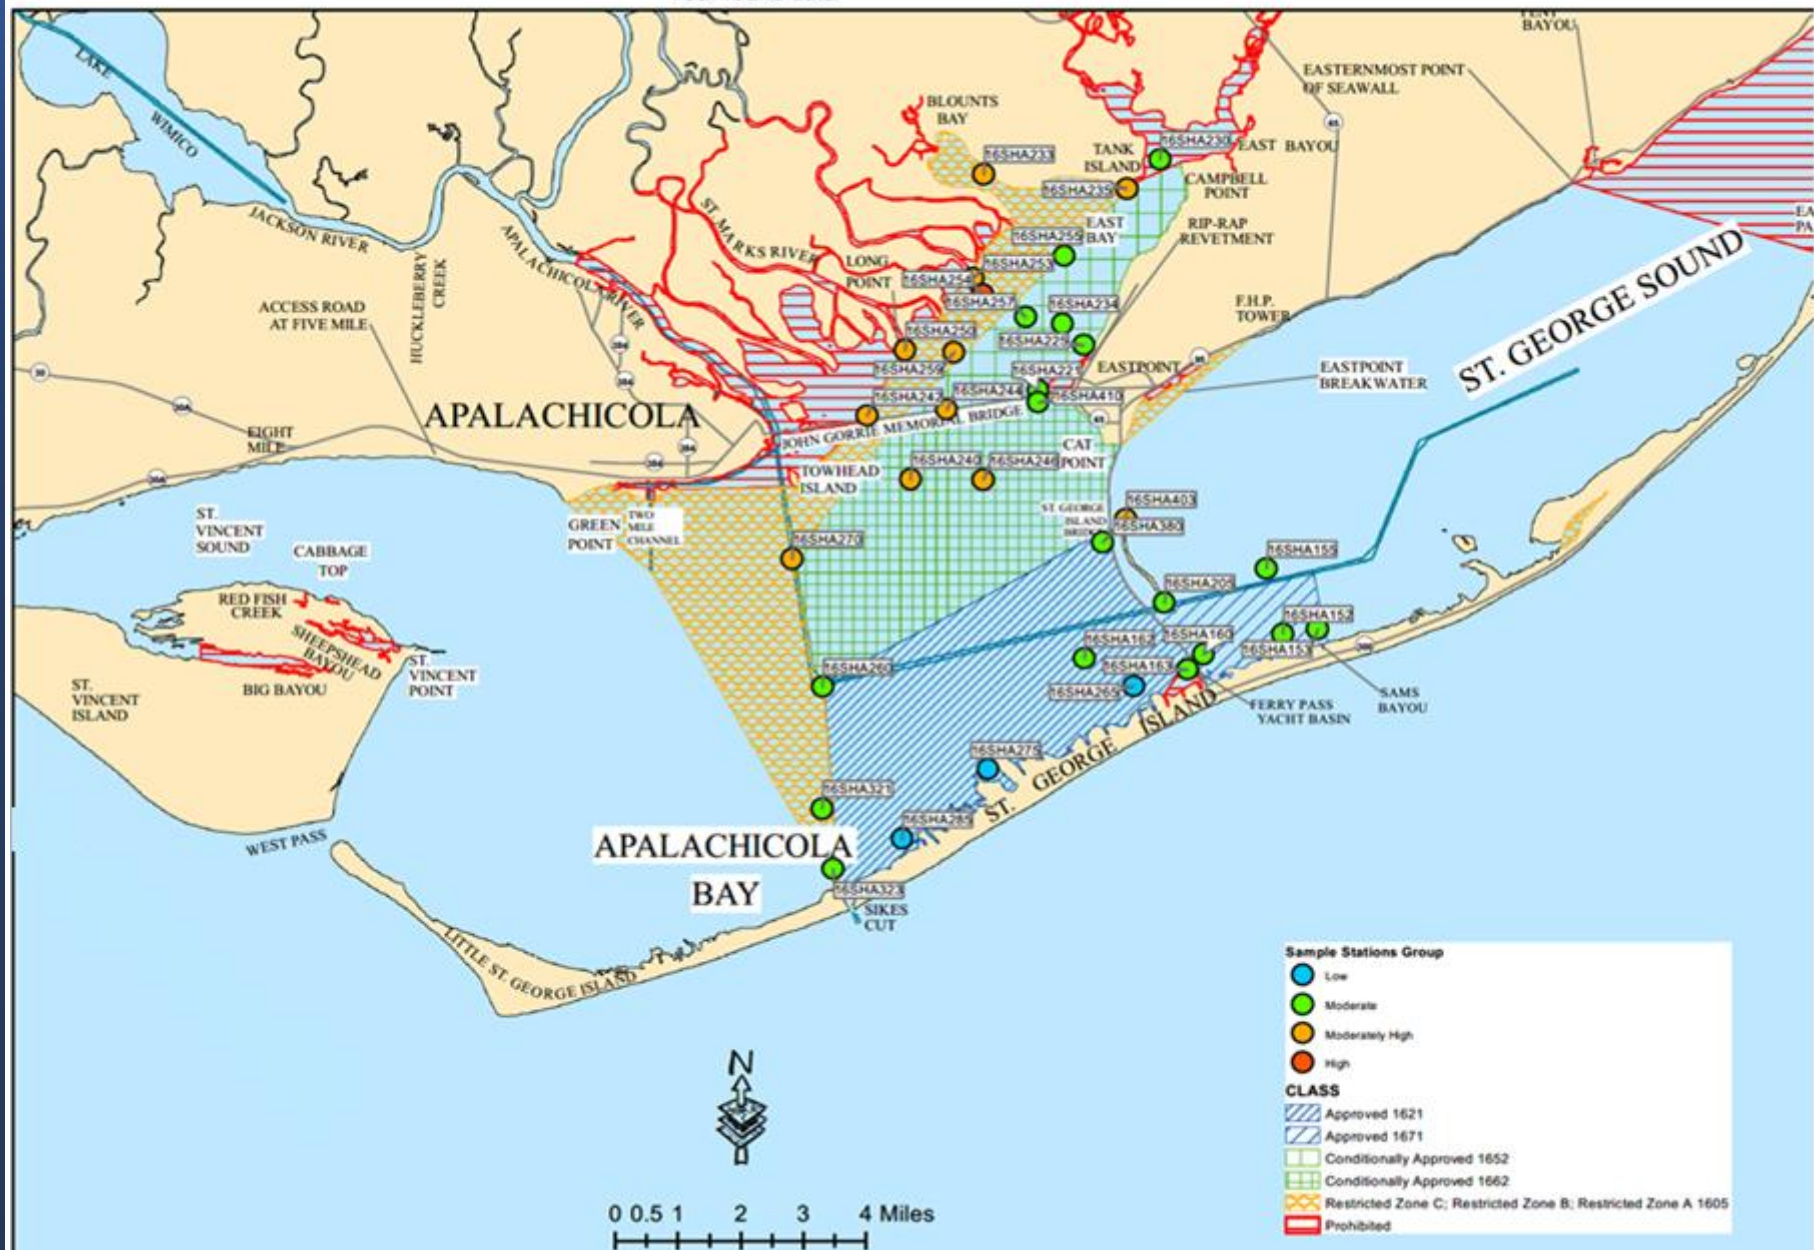 LAKE
WIMICO
JACKSON RIVER
HUCKLEBERRY
CREEK
APALACHICOLA RIVER
ST. MARKS RIVER
BLOUNTS
BAY
TANK
ISLAND
EAST BAYOU
CAMPBELL
POINT
EAST
BAY
RIP-RAP
REVETMENT
BAYOU
EASTERNMOST POINT
OF SEAWALL
65
LONG
POINT
F.H.P.
TOWER
EASTPOINT
EASTPOINT
BREAKWATER
ST. GEORGE SOUND
ACCESS ROAD
AT FIVE MILE
APALACHICOLA
EIGHT
MILE
JOHN GORRIE MEMORIAL BRIDGE
CAT
POINT
TOWHEAD
ISLAND
ST. GEORGE
ISLAND
GREEN
POINT
TWO
MILE
CHANNEL
ST.
VINCENT
SOUND
CABBAGE
TOP
RED FISH
CREEK
SHEEPSHEAD
BAYOU
BIG BAYOU
ST.
VINCENT
POINT
ST.
VINCENT
ISLAND
WEST PASS
LITTLE ST. GEORGE ISLAND
APALACHICOLA
BAY
SIKES
CUT
ST. GEORGE ISLAND
FERRY PASS
YACHT BASIN
SAMS
BAYOU
16SHA230
16SHA233
16SHA235
16SHA255
16SHA253
16SHA254
16SHA257
16SHA234
16SHA250
16SHA225
16SHA259
16SHA221
16SHA244
16SHA242
16SHA410
16SHA240
16SHA246
16SHA403
16SHA380
16SHA270
16SHA155
16SHA205
16SHA152
16SHA153
16SHA162
16SHA160
16SHA163
16SHA265
16SHA260
16SHA275
16SHA321
16SHA285
16SHA323
N
0 0.5 1 2 3 4 Miles
Sample Stations Group
Low
Moderate
Moderately High
High
CLASS
Approved 1621
Approved 1671
Conditionally Approved 1652
Conditionally Approved 1662
Restricted Zone C; Restricted Zone B; Restricted Zone A 1605
Prohibited